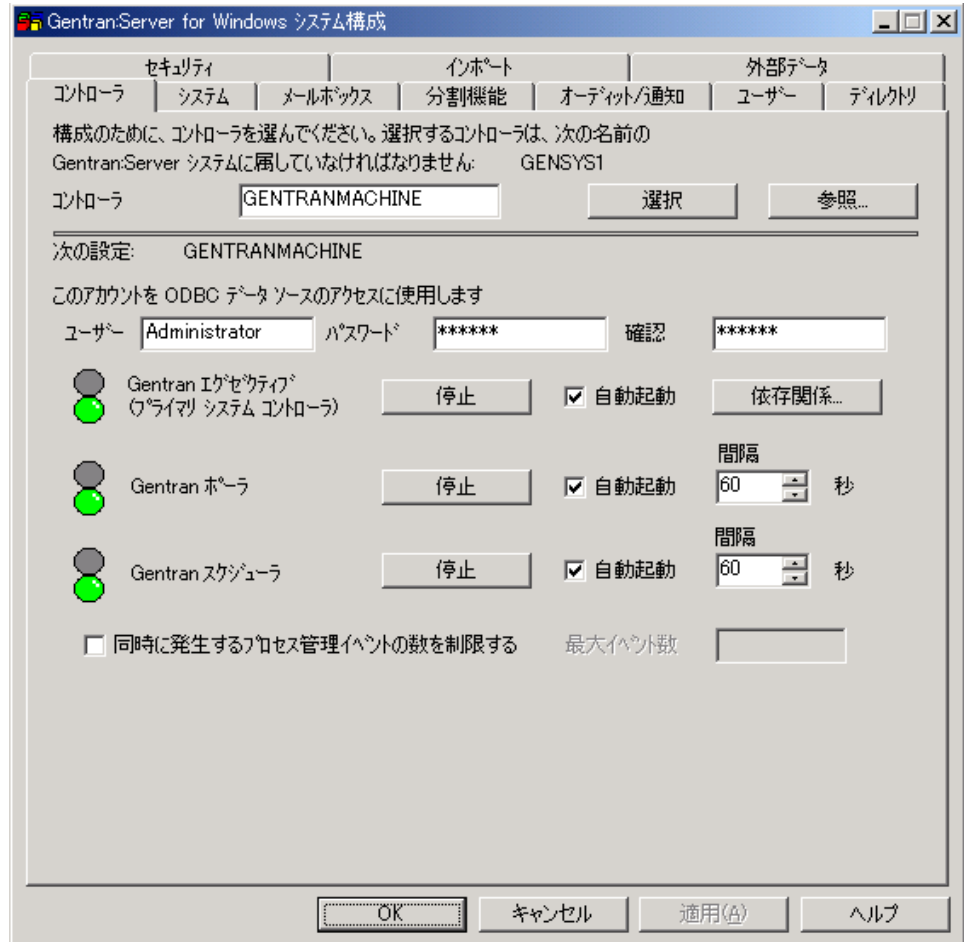 Gentran:Server for Windows システム構成
セキュリティ インポート 外部データ
コントローラ システム メールボックス 分割機能 オーディット/通知 ユーザー ディレクトリ
構成のために、コントローラを選んでください。選択するコントローラは、次の名前の
Gentran:Server システムに属していなければなりません: GENSYS1
コントローラ GENTRANMACHINE 選択 参照...
次の設定: GENTRANMACHINE
このアカウントを ODBC データ ソースのアクセスに使用します
ユーザー Administrator パスワード ****** 確認 ******
Gentran エグゼクティブ
(プライマリ システム コントローラ) 停止 自動起動 依存関係...
間隔
Gentran ポーラ 停止 自動起動 60 秒
間隔
Gentran スケジューラ 停止 自動起動 60 秒
同時に発生するプロセス管理イベントの数を制限する 最大イベント数
OK キャンセル 適用(A) ヘルプ